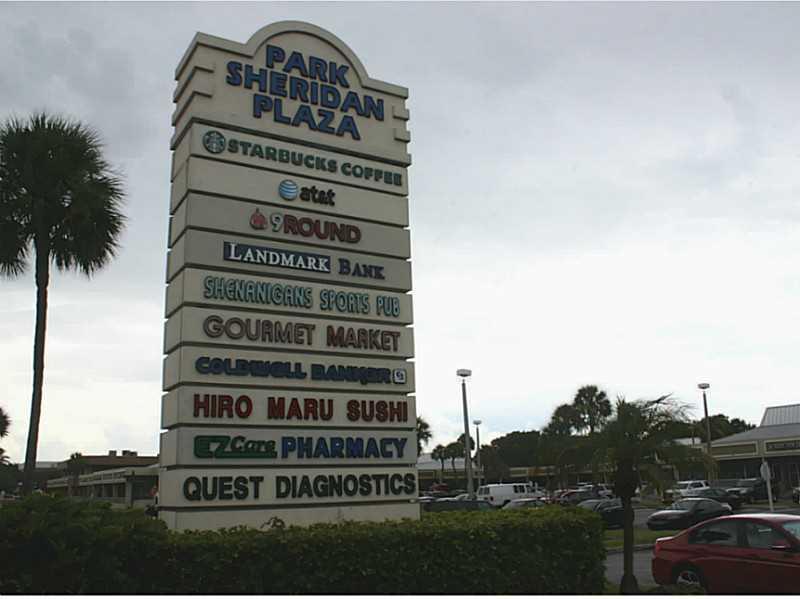 PARK
SHERIDAN
PLAZA
STARBUCKS COFFEE
at&t
9ROUND
LANDMARK BANK
SHENANIGANS SPORTS PUB
GOURMET MARKET
COLDWELL BANKER
HIRO MARU SUSHI
EZCare PHARMACY
QUEST DIAGNOSTICS